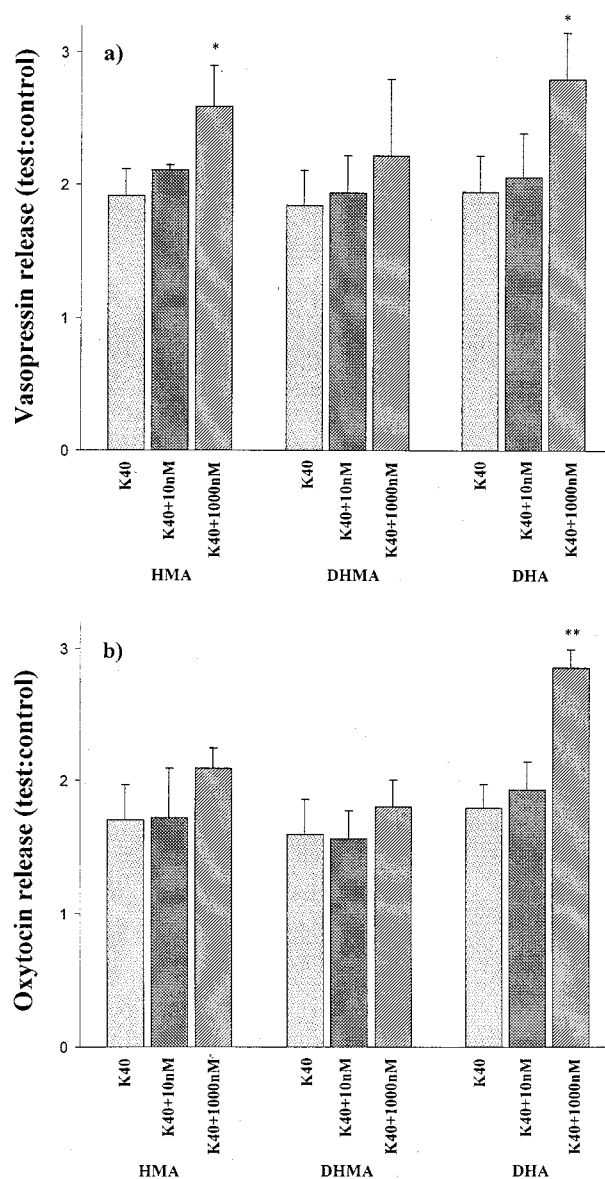 a)
Vasopressin release (test:control)
3
2
1
0
*
*
K40
K40+10nM
K40+1000nM
K40
K40+10nM
K40+1000nM
K40
K40+10nM
K40+1000nM
HMA
DHMA
DHA
b)
Oxytocin release (test:control)
3
2
1
0
**
K40
K40+10nM
K40+1000nM
K40
K40+10nM
K40+1000nM
K40
K40+10nM
K40+1000nM
HMA
DHMA
DHA